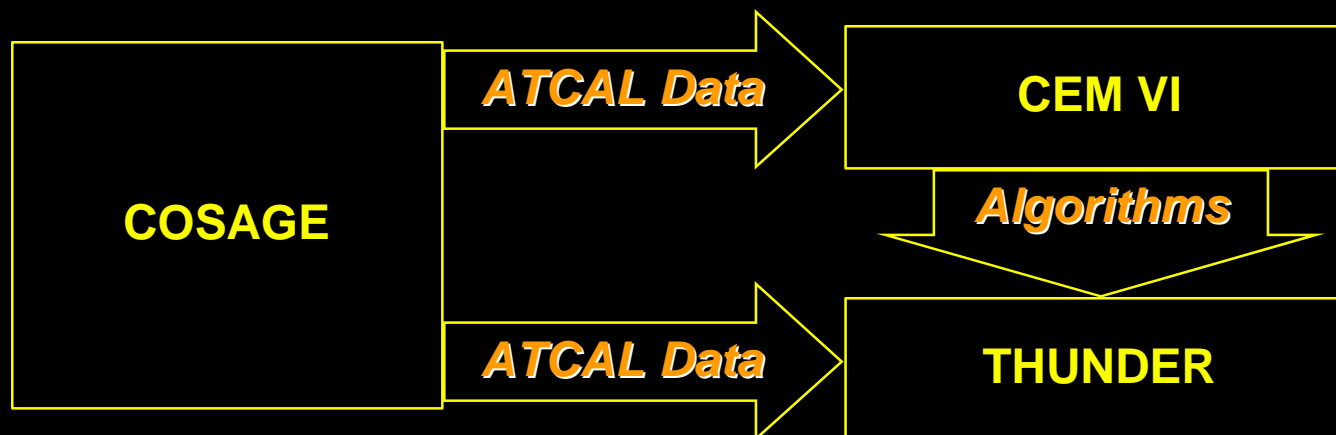 ATCAL Data
CEM VI
COSAGE
Algorithms
ATCAL Data
THUNDER